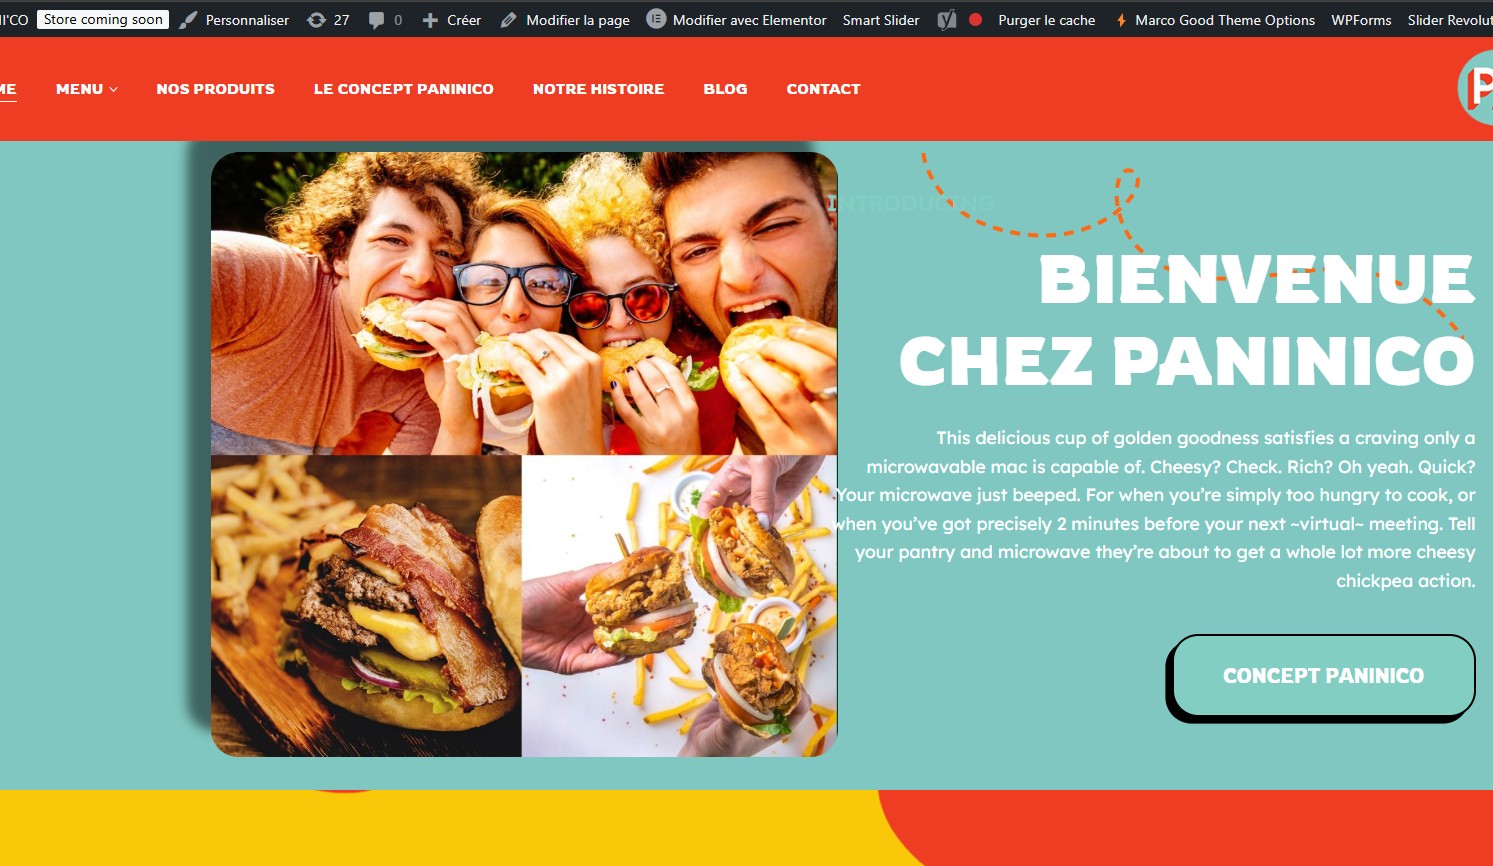 II'CO Store coming soon Personnaliser 27 0 Créer Modifier la page Modifier avec Elementor Smart Slider Purger le cache Marco Good Theme Options WPForms Slider Revolut
ME MENU NOS PRODUITS LE CONCEPT PANINICO NOTRE HISTOIRE BLOG CONTACT
P
INTRODUCING
BIENVENUE
CHEZ PANINICO
This delicious cup of golden goodness satisfies a craving only a
microwavable mac is capable of. Cheesy? Check. Rich? Oh yeah. Quick?
Your microwave just beeped. For when you’re simply too hungry to cook, or
when you’ve got precisely 2 minutes before your next ~virtual~ meeting. Tell
your pantry and microwave they’re about to get a whole lot more cheesy
chickpea action.
CONCEPT PANINICO